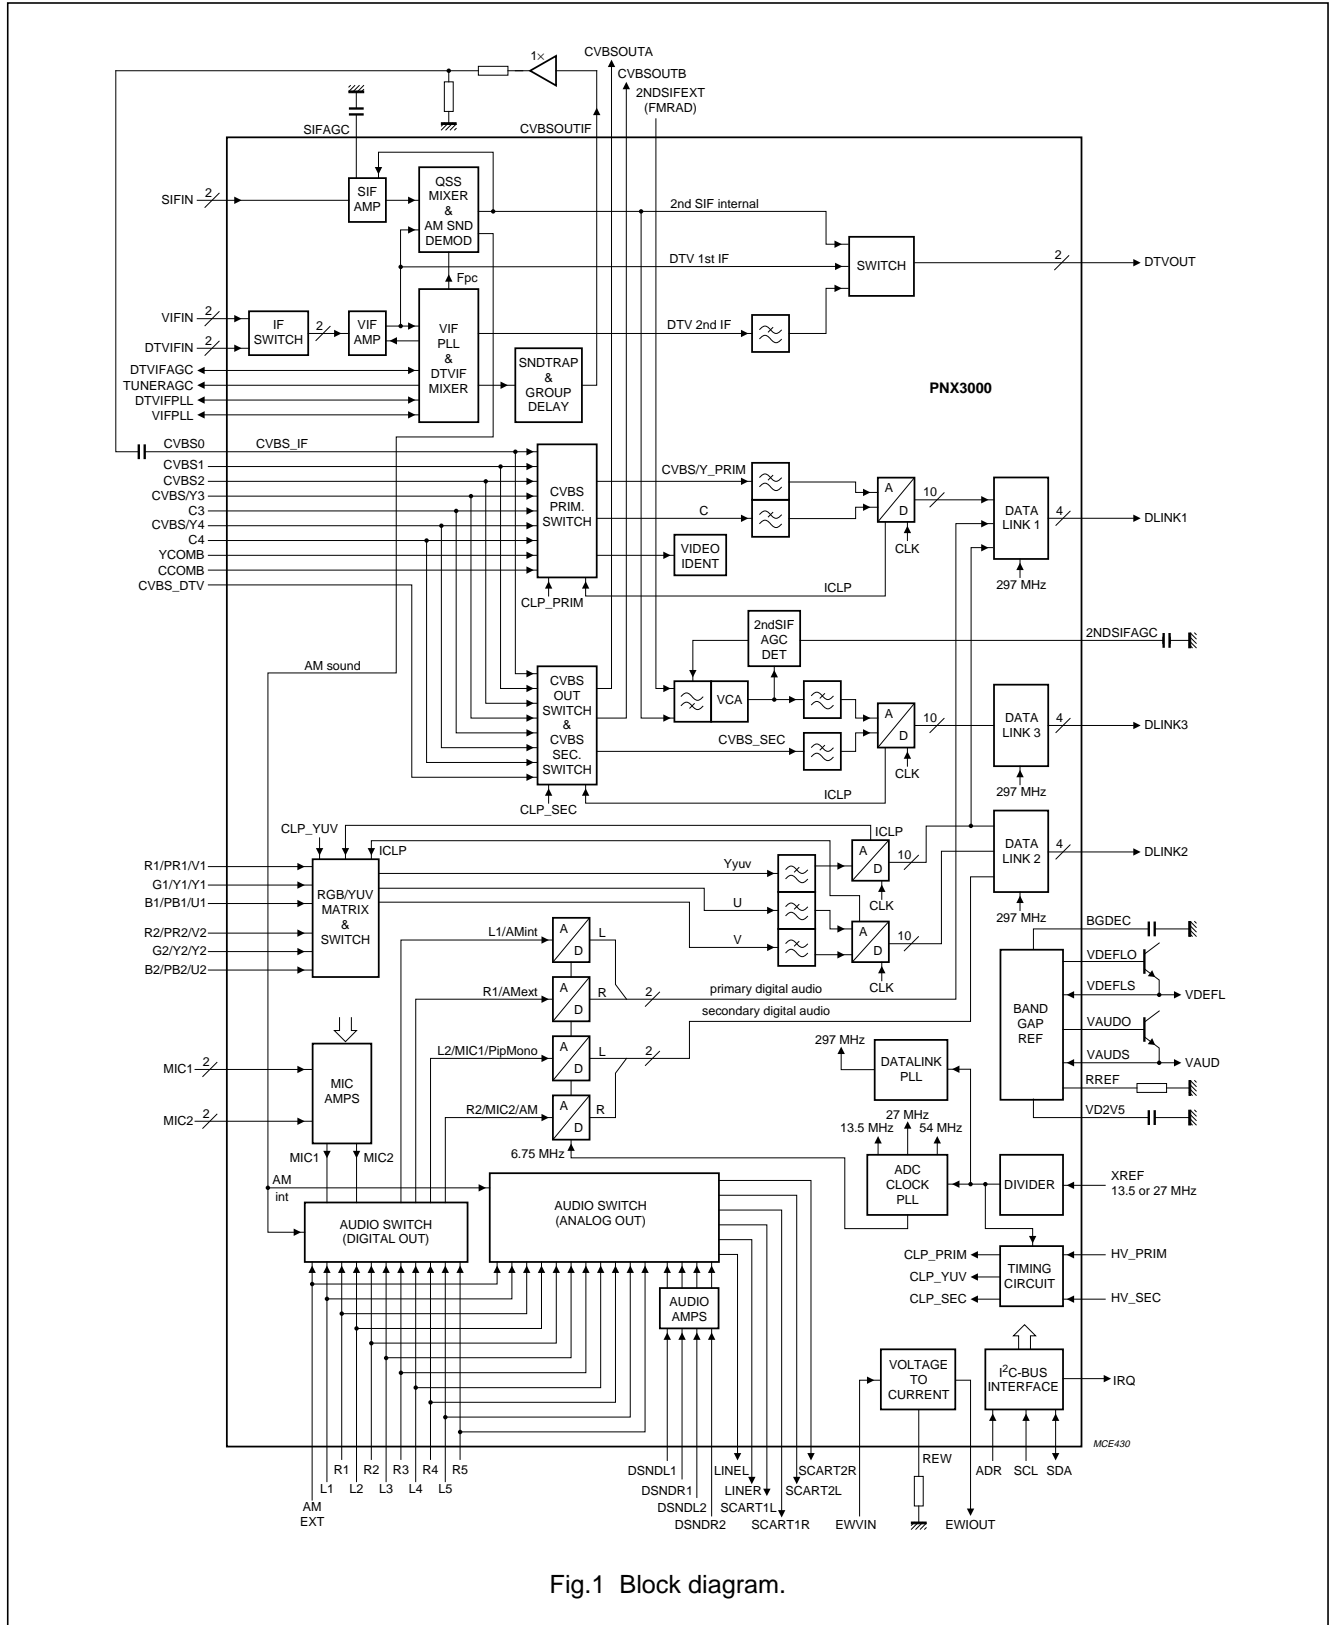 CVBSOUTA
1×
CVBSOUTB
2NDSIFEXT
(FMRAD)
SIFAGC
CVBSOUTIF
SIFIN
2
SIF
AMP
QSS
MIXER
&
AM SND
DEMOD
2nd SIF internal
SWITCH
2
DTVOUT
DTV 1st IF
Fpc
VIFIN
2
DTVIFIN
2
IF
SWITCH
2
VIF
AMP
VIF
PLL
&
DTVIF
MIXER
DTV 2nd IF
SNDTRAP
&
GROUP
DELAY
PNX3000
DTVIFAGC
TUNERAGC
DTVIFPLL
VIFPLL
CVBS0
CVBS_IF
CVBS1
CVBS2
CVBS/Y3
C3
CVBS/Y4
C4
YCOMB
CCOMB
CVBS_DTV
CVBS
PRIM.
SWITCH
CVBS/Y_PRIM
C
VIDEO
IDENT
A
D
CLK
10
DATA
LINK 1
4
DLINK1
297 MHz
CLP_PRIM
ICLP
2ndSIF
AGC
DET
2NDSIFAGC
AM sound
CVBS
OUT
SWITCH
&
CVBS
SEC.
SWITCH
VCA
CVBS_SEC
A
D
CLK
10
DATA
LINK 3
4
DLINK3
297 MHz
CLP_SEC
ICLP
CLP_YUV
ICLP
ICLP
R1/PR1/V1
G1/Y1/Y1
B1/PB1/U1
R2/PR2/V2
G2/Y2/Y2
B2/PB2/U2
RGB/YUV
MATRIX
&
SWITCH
Yyuv
U
V
A
D
CLK
10
A
D
CLK
10
DATA
LINK 2
4
DLINK2
297 MHz
L1/AMint
A
D
L
R1/AMext
A
D
R
2
primary digital audio
secondary digital audio
L2/MIC1/PipMono
A
D
L
2
R2/MIC2/AM
A
D
R
6.75 MHz
BGDEC
VDEFLO
VDEFLS
VDEFL
VAUDO
VAUDS
VAUD
RREF
VD2V5
BAND
GAP
REF
MIC1
2
MIC2
2
MIC
AMPS
MIC1
MIC2
297 MHz
DATALINK
PLL
27 MHz
13.5 MHz
54 MHz
ADC
CLOCK
PLL
DIVIDER
XREF
13.5 or 27 MHz
AM
int
AUDIO SWITCH
(DIGITAL OUT)
AUDIO SWITCH
(ANALOG OUT)
CLP_PRIM
CLP_YUV
CLP_SEC
TIMING
CIRCUIT
HV_PRIM
HV_SEC
AUDIO
AMPS
VOLTAGE
TO
CURRENT
I2C-BUS
INTERFACE
IRQ
MCE430
AM
EXT
L1
R1
L2
R2
L3
R3
L4
R4
L5
R5
DSNDL1
DSNDR1
DSNDL2
DSNDR2
LINEL
LINER
SCART1L
SCART1R
SCART2L
SCART2R
EWVIN
REW
EWIOUT
ADR
SCL
SDA
Fig.1 Block diagram.